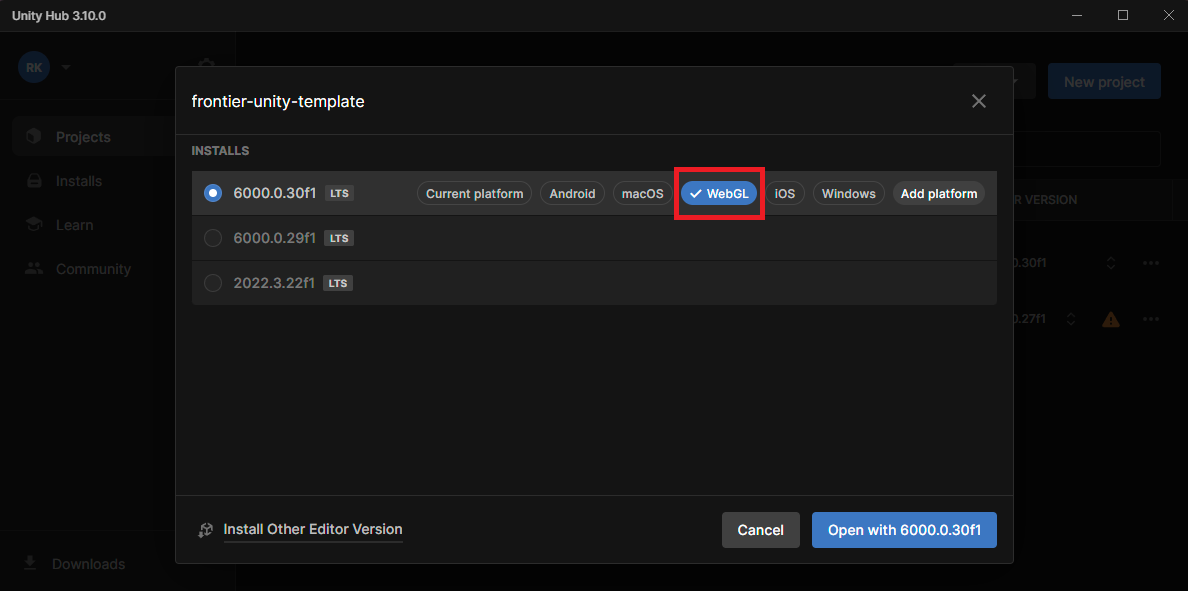 Unity Hub 3.10.0
RK
New project
frontier-unity-template
Projects
Installs
Learn
Community
INSTALLS
6000.0.30f1 LTS Current platform Android macOS WebGL iOS Windows Add platform
R VERSION
6000.0.29f1 LTS
0.30f1
2022.3.22f1 LTS
0.27f1
Install Other Editor Version
Cancel
Open with 6000.0.30f1
Downloads